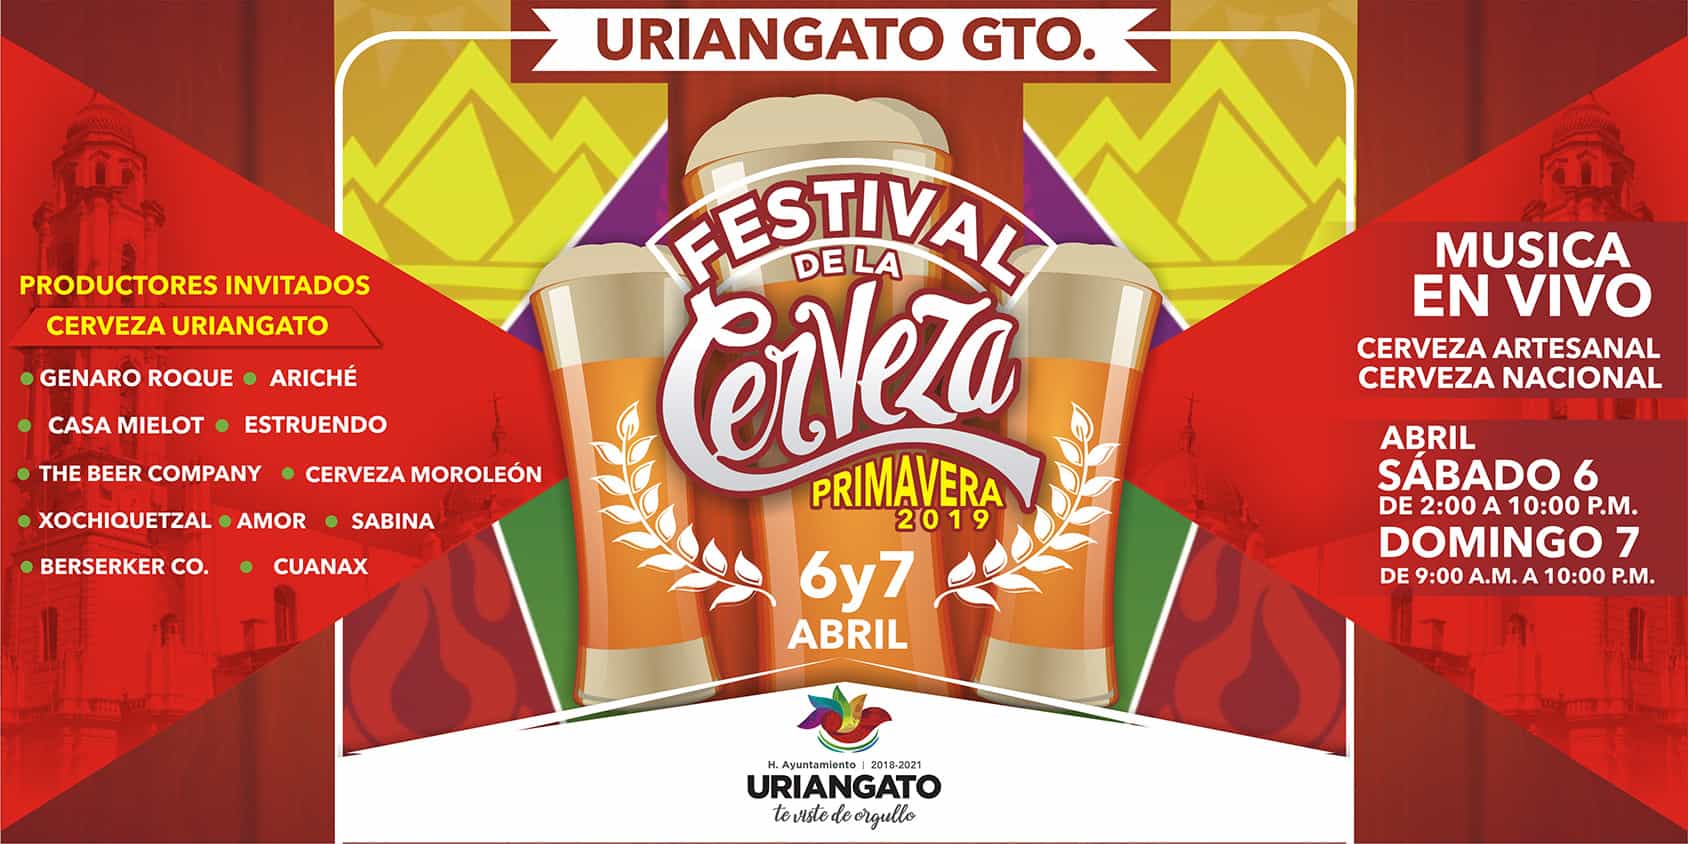 URIANGATO GTO.
FESTIVAL
DE LA
Cerveza
PRIMAVERA
2019
6y7
ABRIL
PRODUCTORES INVITADOS
CERVEZA URIANGATO
GENARO ROQUE • ARICHÉ
CASA MIELOT • ESTRUENDO
THE BEER COMPANY • CERVEZA MOROLEÓN
XOCHIQUETZAL • AMOR • SABINA
BERSERKER CO. • CUANAX
MUSICA
EN VIVO
CERVEZA ARTESANAL
CERVEZA NACIONAL
ABRIL
SÁBADO 6
DE 2:00 A 10:00 P.M.
DOMINGO 7
DE 9:00 A.M. A 10:00 P.M.
H. Ayuntamiento | 2018-2021
URIANGATO
te viste de orgullo